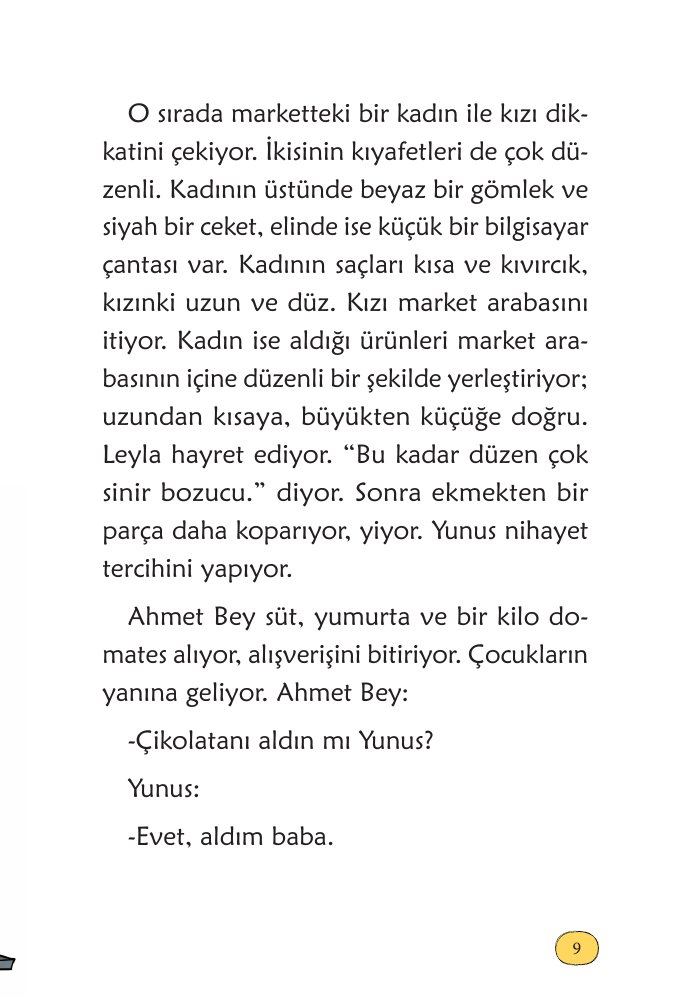 O sırada marketteki bir kadın ile kızı dik-
katini çekiyor. İkisinin kıyafetleri de çok dü-
zenli. Kadının üstünde beyaz bir gömlek ve
siyah bir ceket, elinde ise küçük bir bilgisayar
çantası var. Kadının saçları kısa ve kıvırcık,
kızınki uzun ve düz. Kızı market arabasını
itiyor. Kadın ise aldığı ürünleri market ara-
basının içine düzenli bir şekilde yerleştiriyor;
uzundan kısaya, büyükten küçüğe doğru.
Leyla hayret ediyor. “Bu kadar düzen çok
sinir bozucu.” diyor. Sonra ekmekten bir
parça daha koparıyor, yiyor. Yunus nihayet
tercihini yapıyor.
Ahmet Bey süt, yumurta ve bir kilo do-
mates alıyor, alışverişini bitiriyor. Çocukların
yanına geliyor. Ahmet Bey:
-Çikolatanı aldın mı Yunus?
Yunus:
-Evet, aldım baba.
9